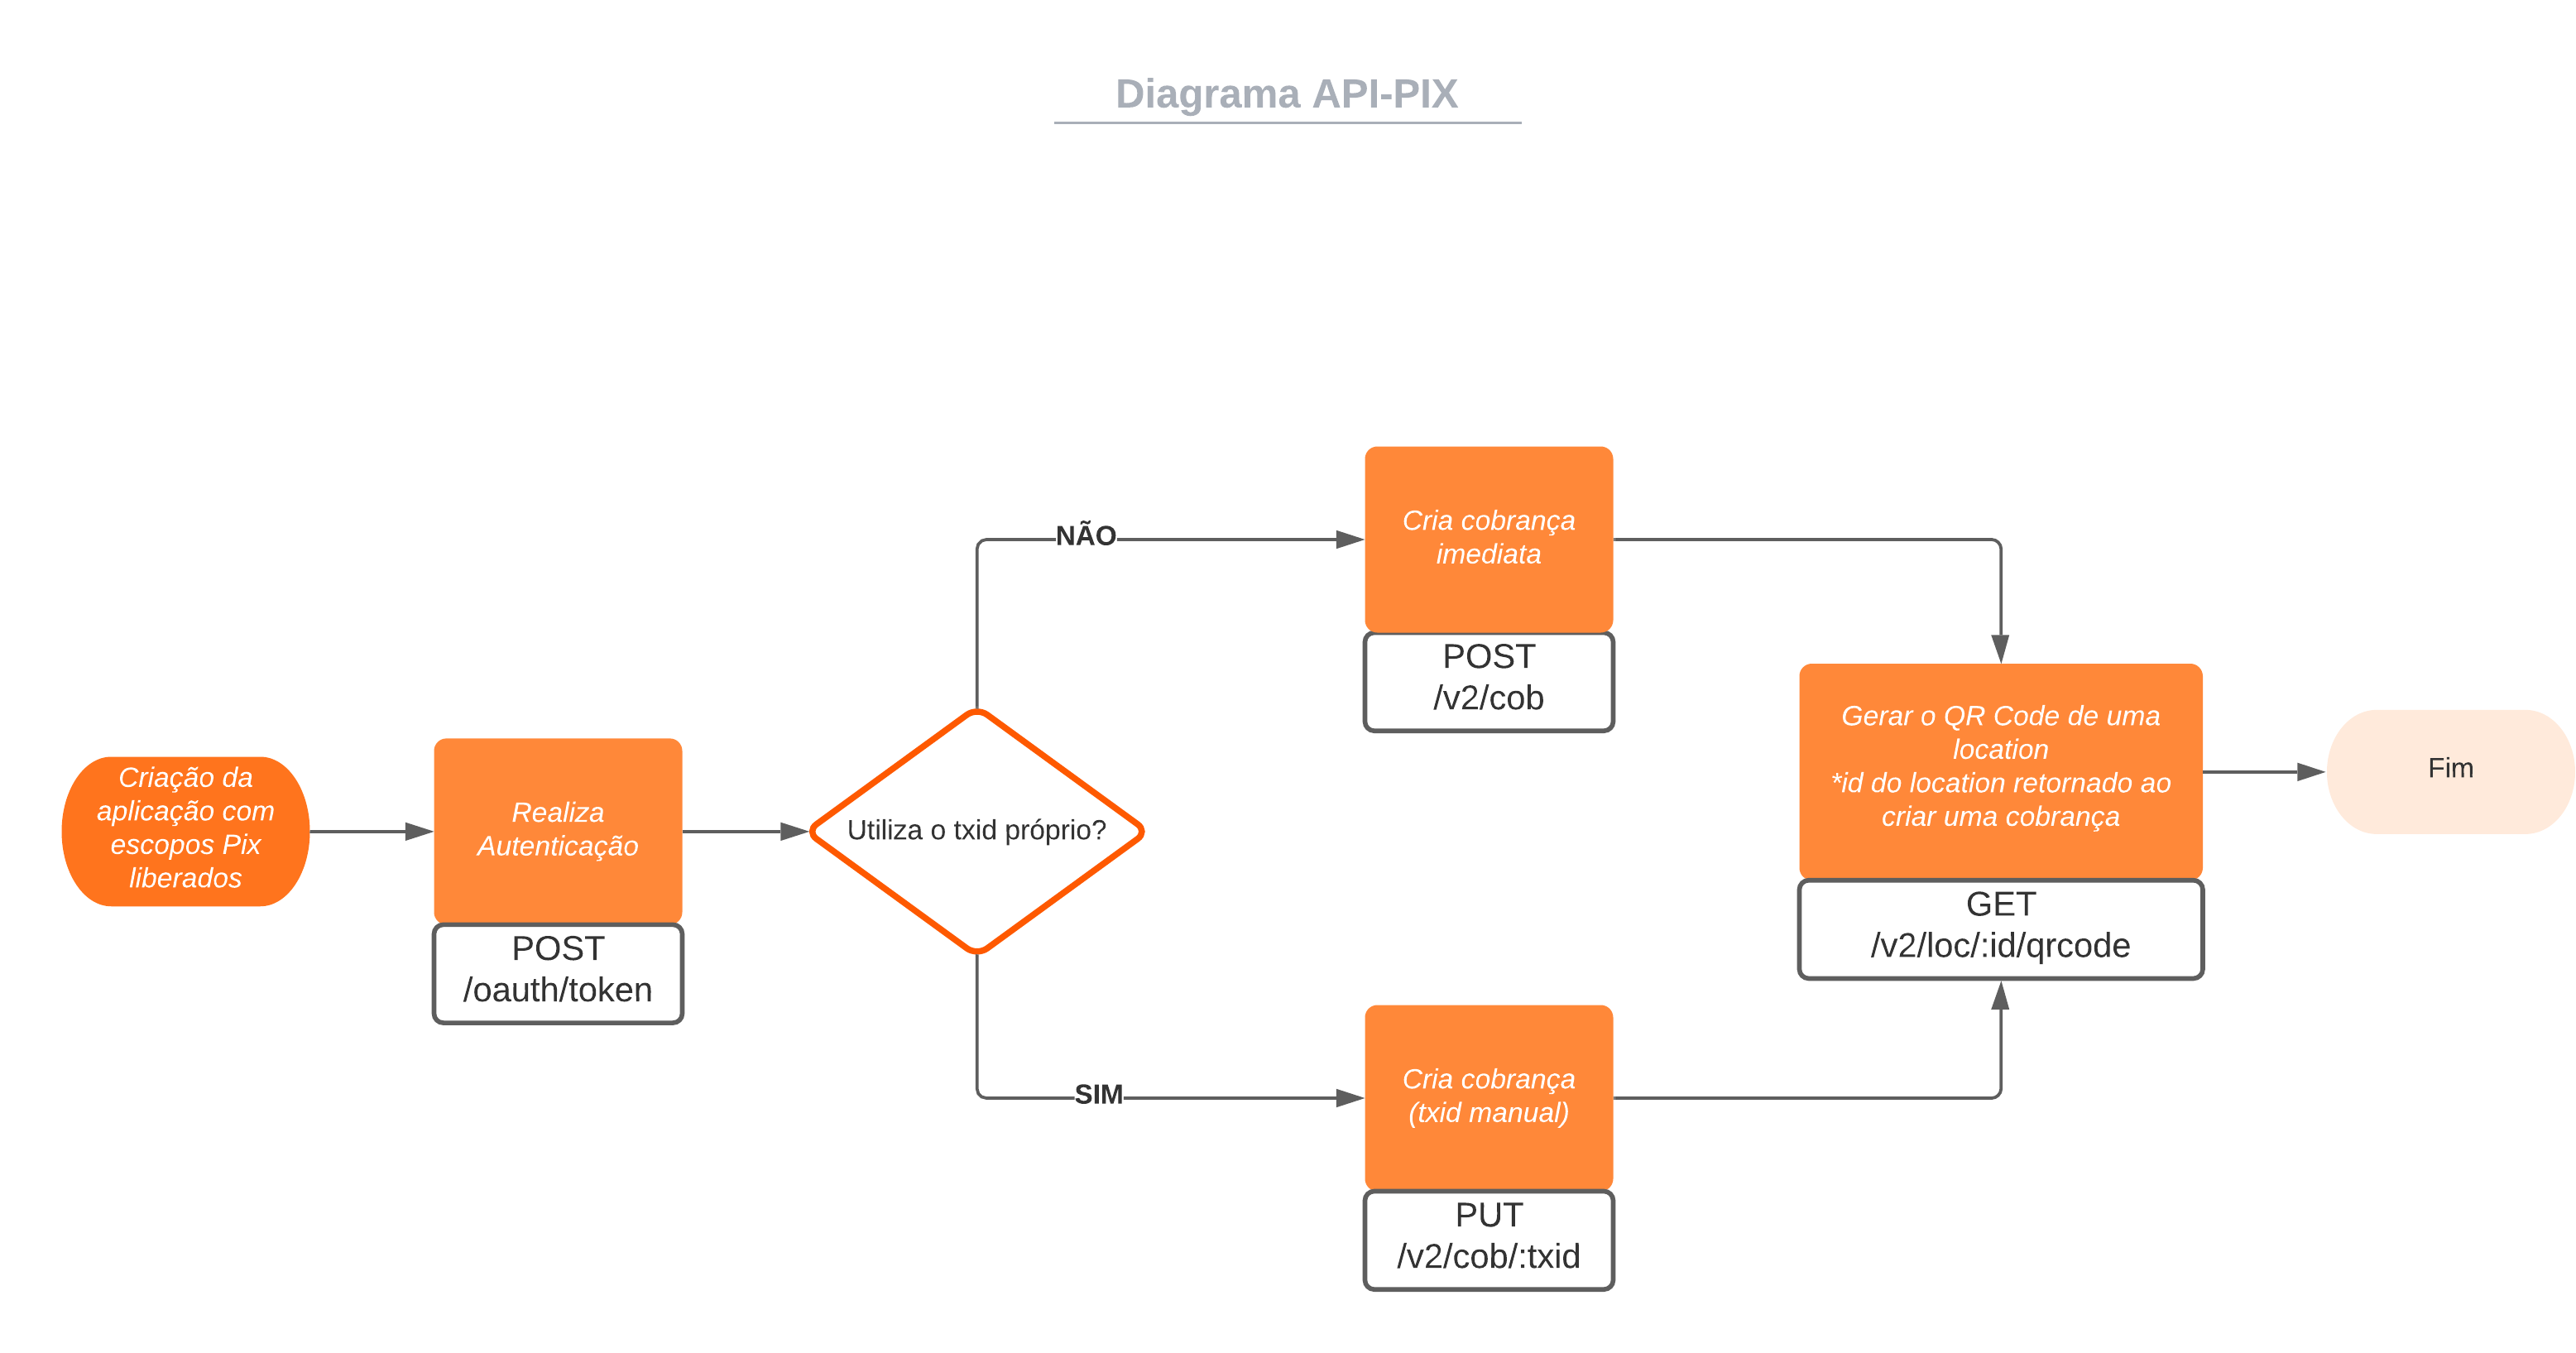 Diagrama API-PIX
Criação da
aplicação com
escopos Pix
liberados
Realiza
Autenticação
POST
/oauth/token
Utiliza o txid próprio?
NÃO
Cria cobrança
imediata
POST
/v2/cob
SIM
Cria cobrança
(txid manual)
PUT
/v2/cob/:txid
Gerar o QR Code de uma
location
*id do location retornado ao
criar uma cobrança
GET
/v2/loc/:id/qrcode
Fim